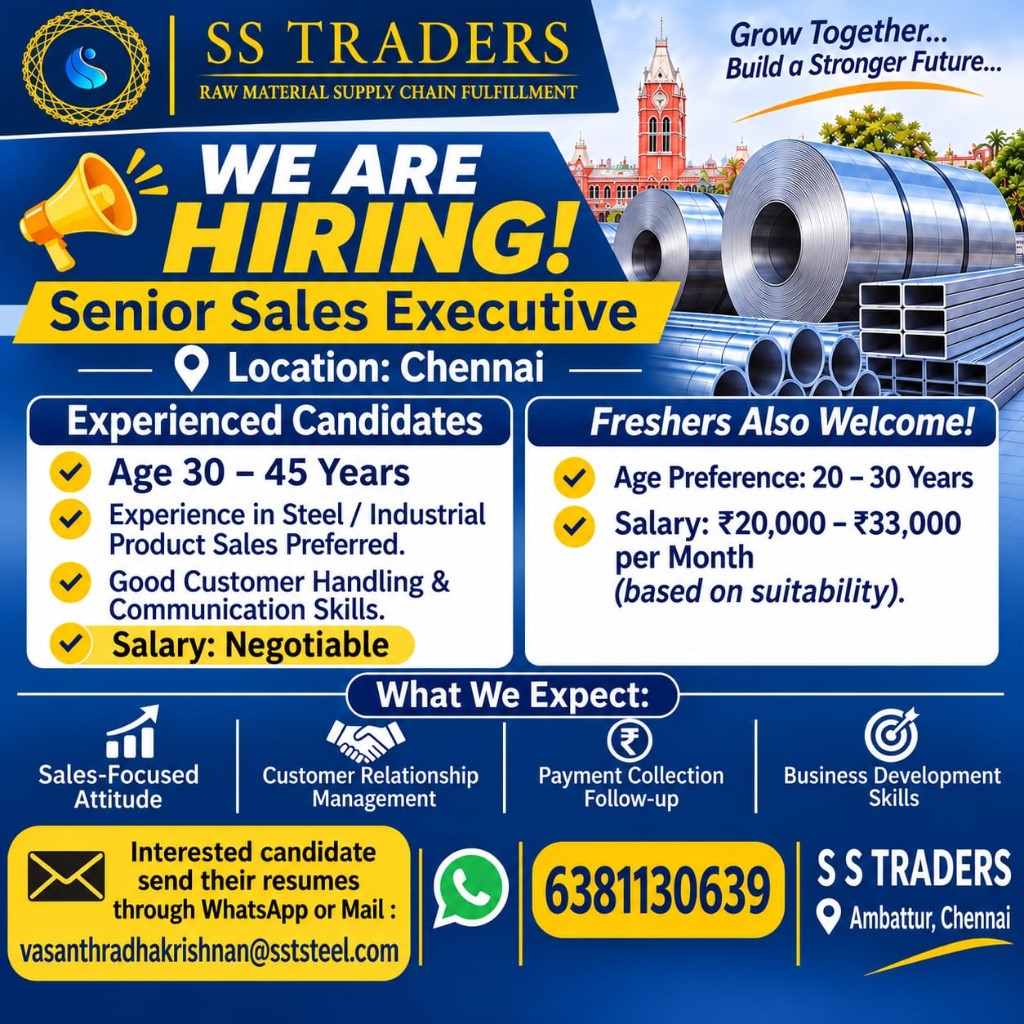 SS TRADERS
RAW MATERIAL SUPPLY CHAIN FULFILLMENT
Grow Together...
Build a Stronger Future...
WE ARE
HIRING!
Senior Sales Executive
Location: Chennai
Experienced Candidates
Age 30 – 45 Years
Experience in Steel / Industrial
Product Sales Preferred.
Good Customer Handling &
Communication Skills.
Salary: Negotiable
Freshers Also Welcome!
Age Preference: 20 – 30 Years
Salary: ₹20,000 – ₹33,000
per Month
(based on suitability).
What We Expect:
Sales-Focused
Attitude
Customer Relationship
Management
₹
Payment Collection
Follow-up
Business Development
Skills
Interested candidate
send their resumes
through WhatsApp or Mail :
vasanthradhakrishnan@sststeel.com
6381130639
S S TRADERS
Ambattur, Chennai